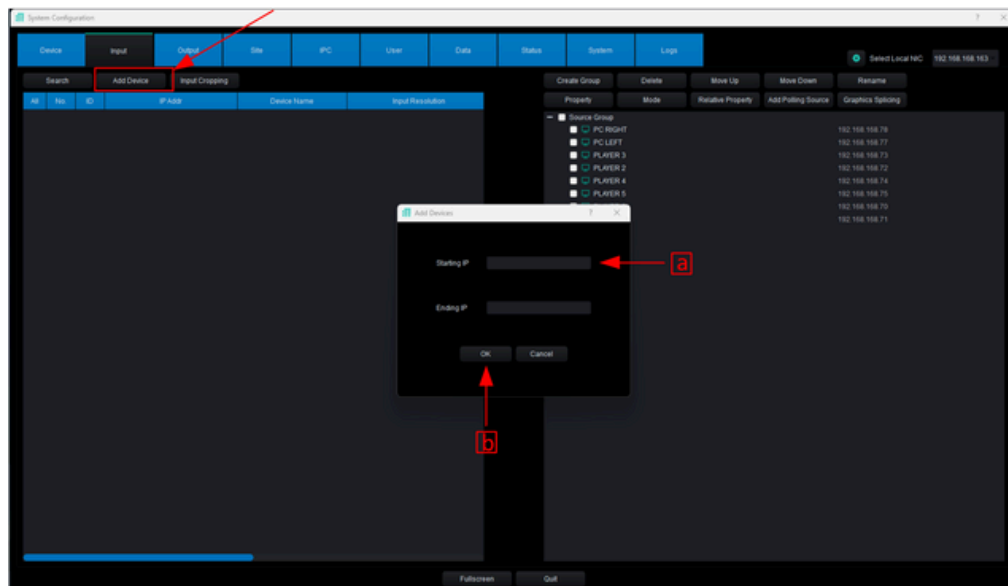 System Configuration
Device Input Output Site IPC User Data Status System Logs
Select Local NIC 192.168.168.163
Search Add Device Input Cropping
Create Group Delete Move Up Move Down Rename
All No. ID IP Addr Device Name Input Resolution
Property Mode Relative Property Add Polling Source Graphics Splicing
Source Group
PC RIGHT 192.168.168.78
PC LEFT 192.168.168.77
PLAYER 3 192.168.168.73
PLAYER 2 192.168.168.72
PLAYER 4 192.168.168.74
PLAYER 5 192.168.168.75
192.168.168.70
192.168.168.71
Add Devices ?
Starting IP
a
Ending IP
OK Cancel
b
Fullscreen Quit